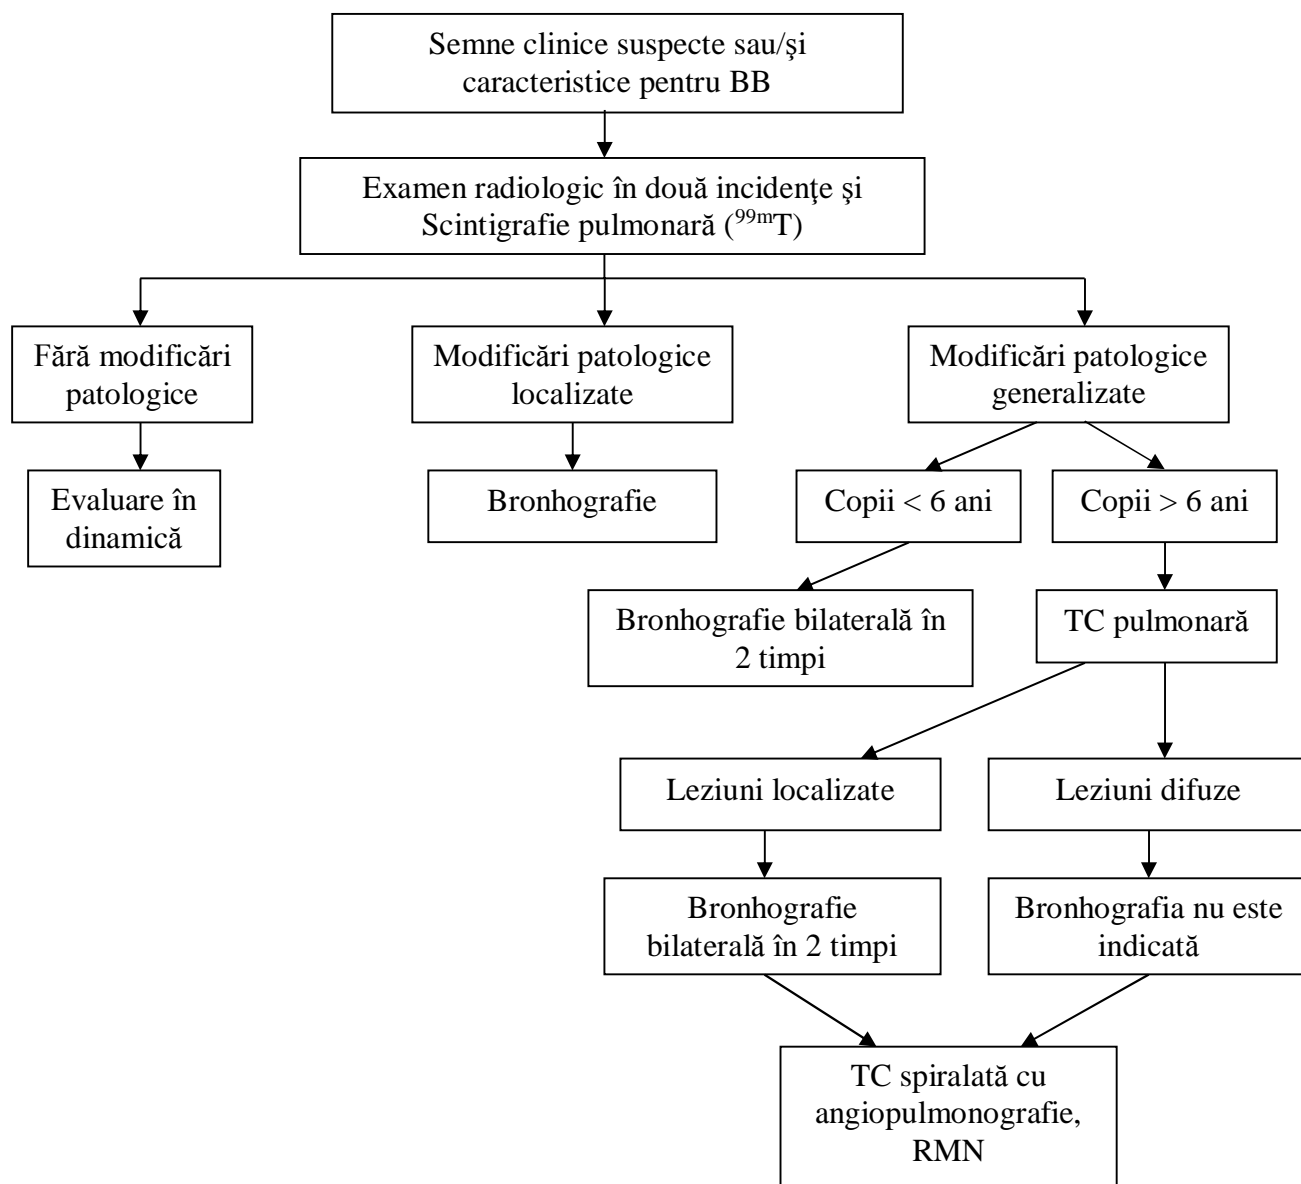 Semne clinice suspecte sau/şi
caracteristice pentru BB
Examen radiologic în două incidenţe şi
Scintigrafie pulmonară (⁹⁹ᵐT)
Fără modificări
patologice
Modificări patologice
localizate
Modificări patologice
generalizate
Evaluare în
dinamică
Bronhografie
Copii < 6 ani
Copii > 6 ani
Bronhografie bilaterală în
2 timpi
TC pulmonară
Leziuni localizate
Leziuni difuze
Bronhografie
bilaterală în 2 timpi
Bronhografia nu este
indicată
TC spiralată cu
angiopulmonografie,
RMN